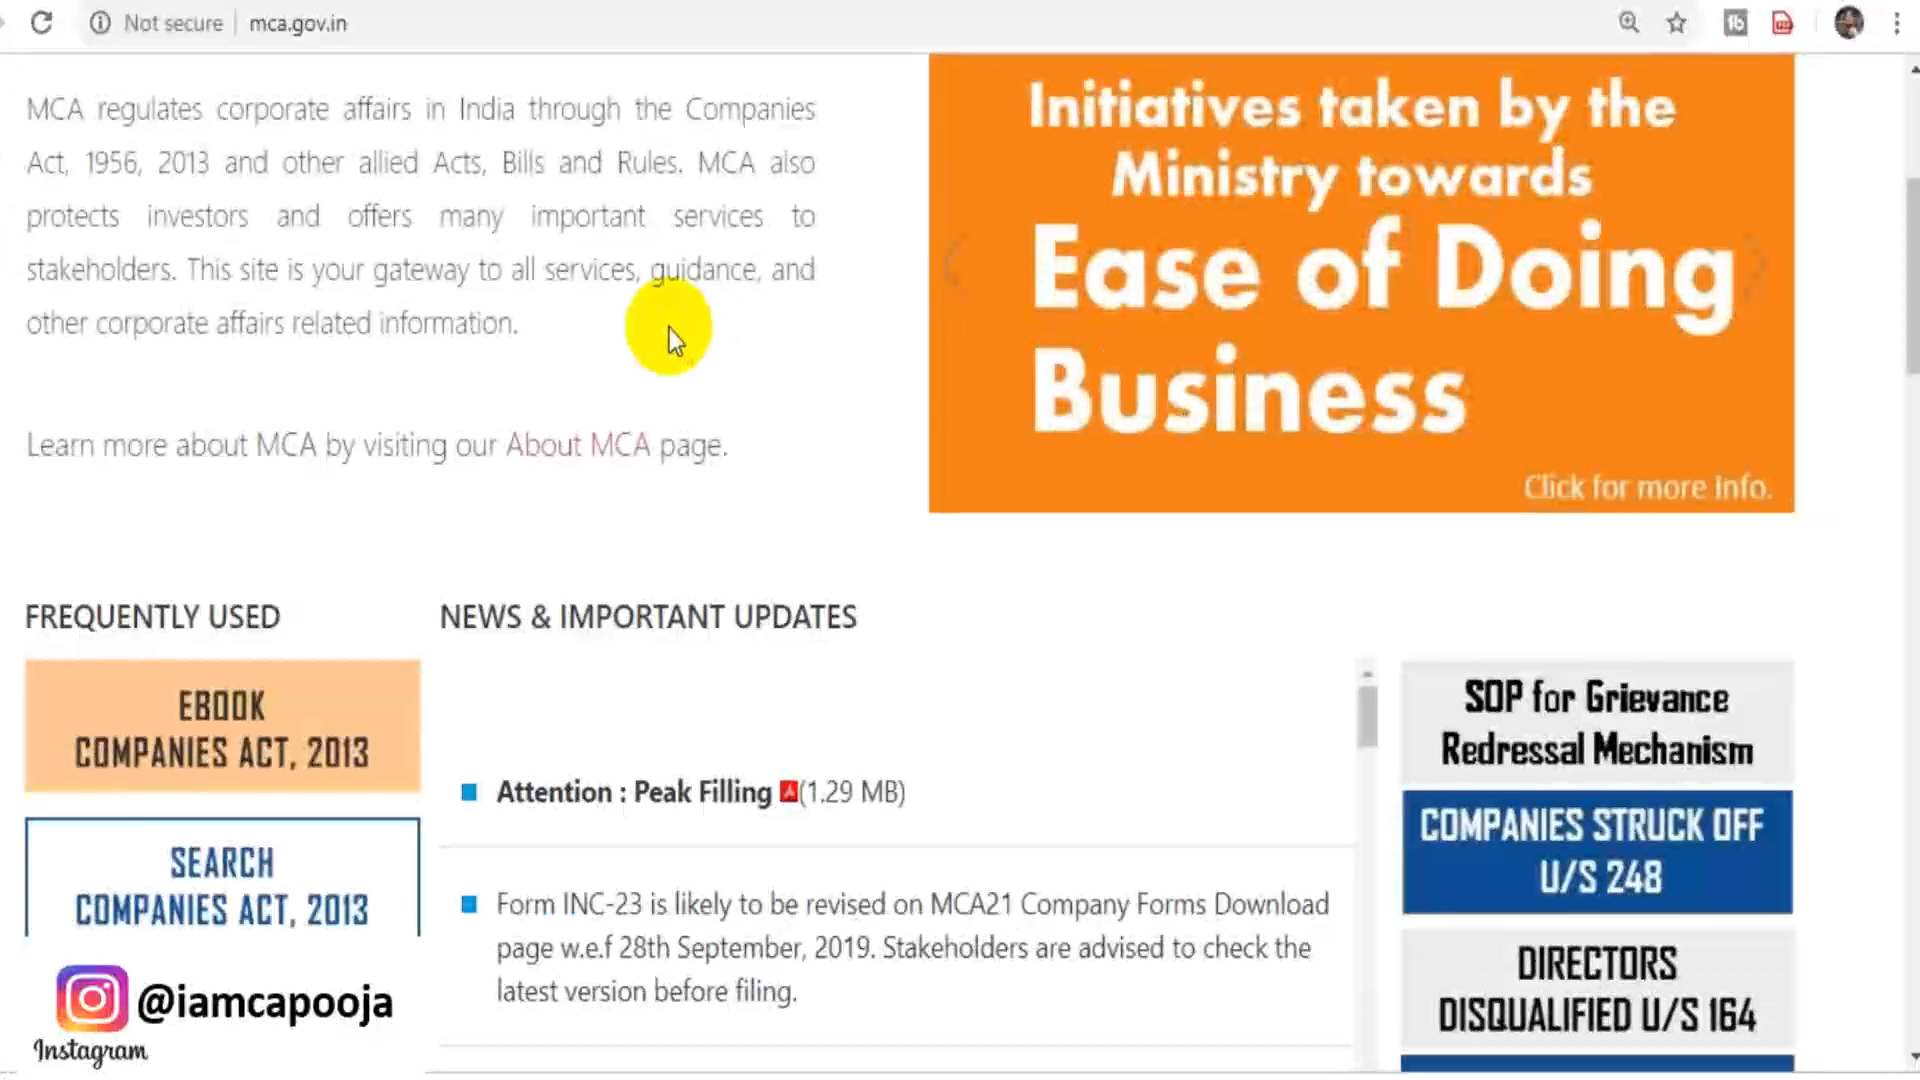 Not secure
mca.gov.in
MCA regulates corporate affairs in India through the Companies
Act, 1956, 2013 and other allied Acts, Bills and Rules. MCA also
protects investors and offers many important services to
stakeholders. This site is your gateway to all services, guidance, and
other corporate affairs related information.
Learn more about MCA by visiting our About MCA page.
Initiatives taken by the
Ministry towards
Ease of Doing
Business
Click for more Info.
FREQUENTLY USED
EBOOK
COMPANIES ACT, 2013
SEARCH
COMPANIES ACT, 2013
@iamcapooja
Instagram
NEWS & IMPORTANT UPDATES
Attention : Peak Filling (1.29 MB)
Form INC-23 is likely to be revised on MCA21 Company Forms Download
page w.e.f 28th September, 2019. Stakeholders are advised to check the
latest version before filing.
SOP for Grievance
Redressal Mechanism
COMPANIES STRUCK OFF
U/S 248
DIRECTORS
DISQUALIFIED U/S 164